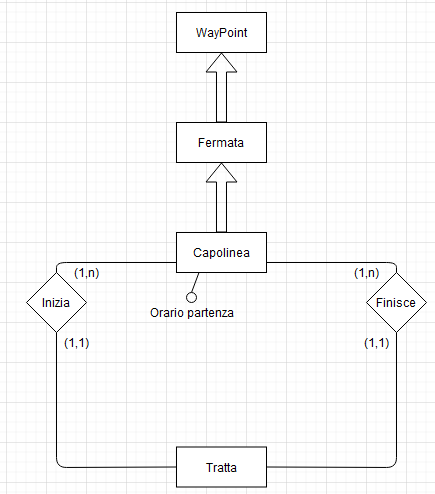 WayPoint
Fermata
Capolinea
(1,n)
(1,n)
Inizia
Finisce
Orario partenza
(1,1)
(1,1)
Tratta